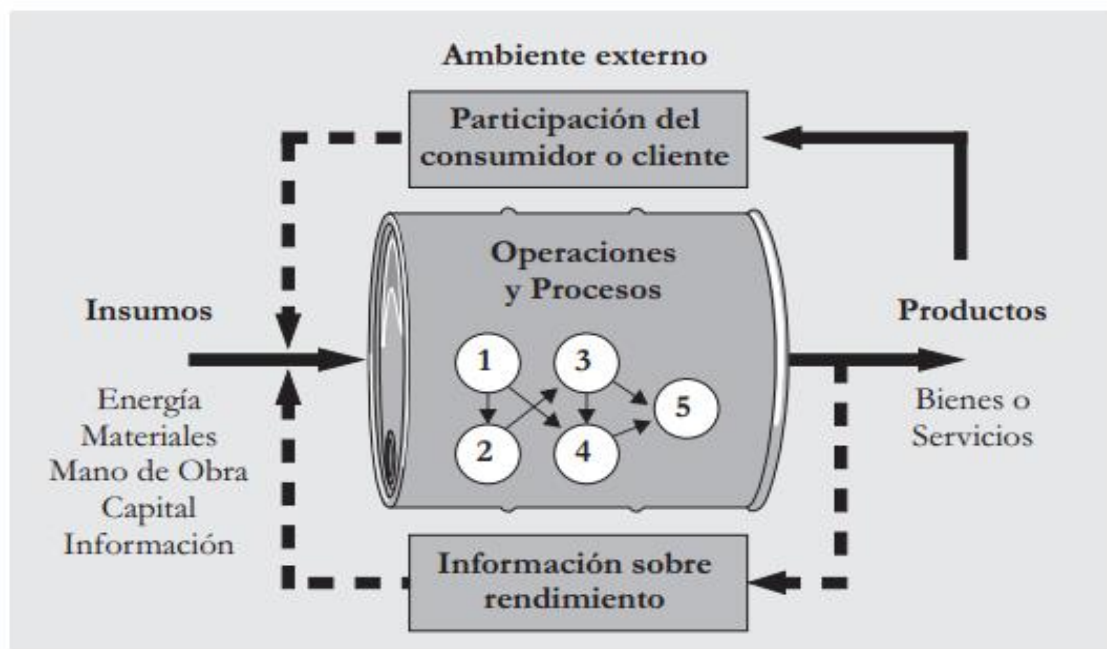 Ambiente externo
Participación del
consumidor o cliente
Operaciones
y Procesos
Insumos
Energía
Materiales
Mano de Obra
Capital
Información
1
3
5
2
4
Productos
Bienes o
Servicios
Información sobre
rendimiento